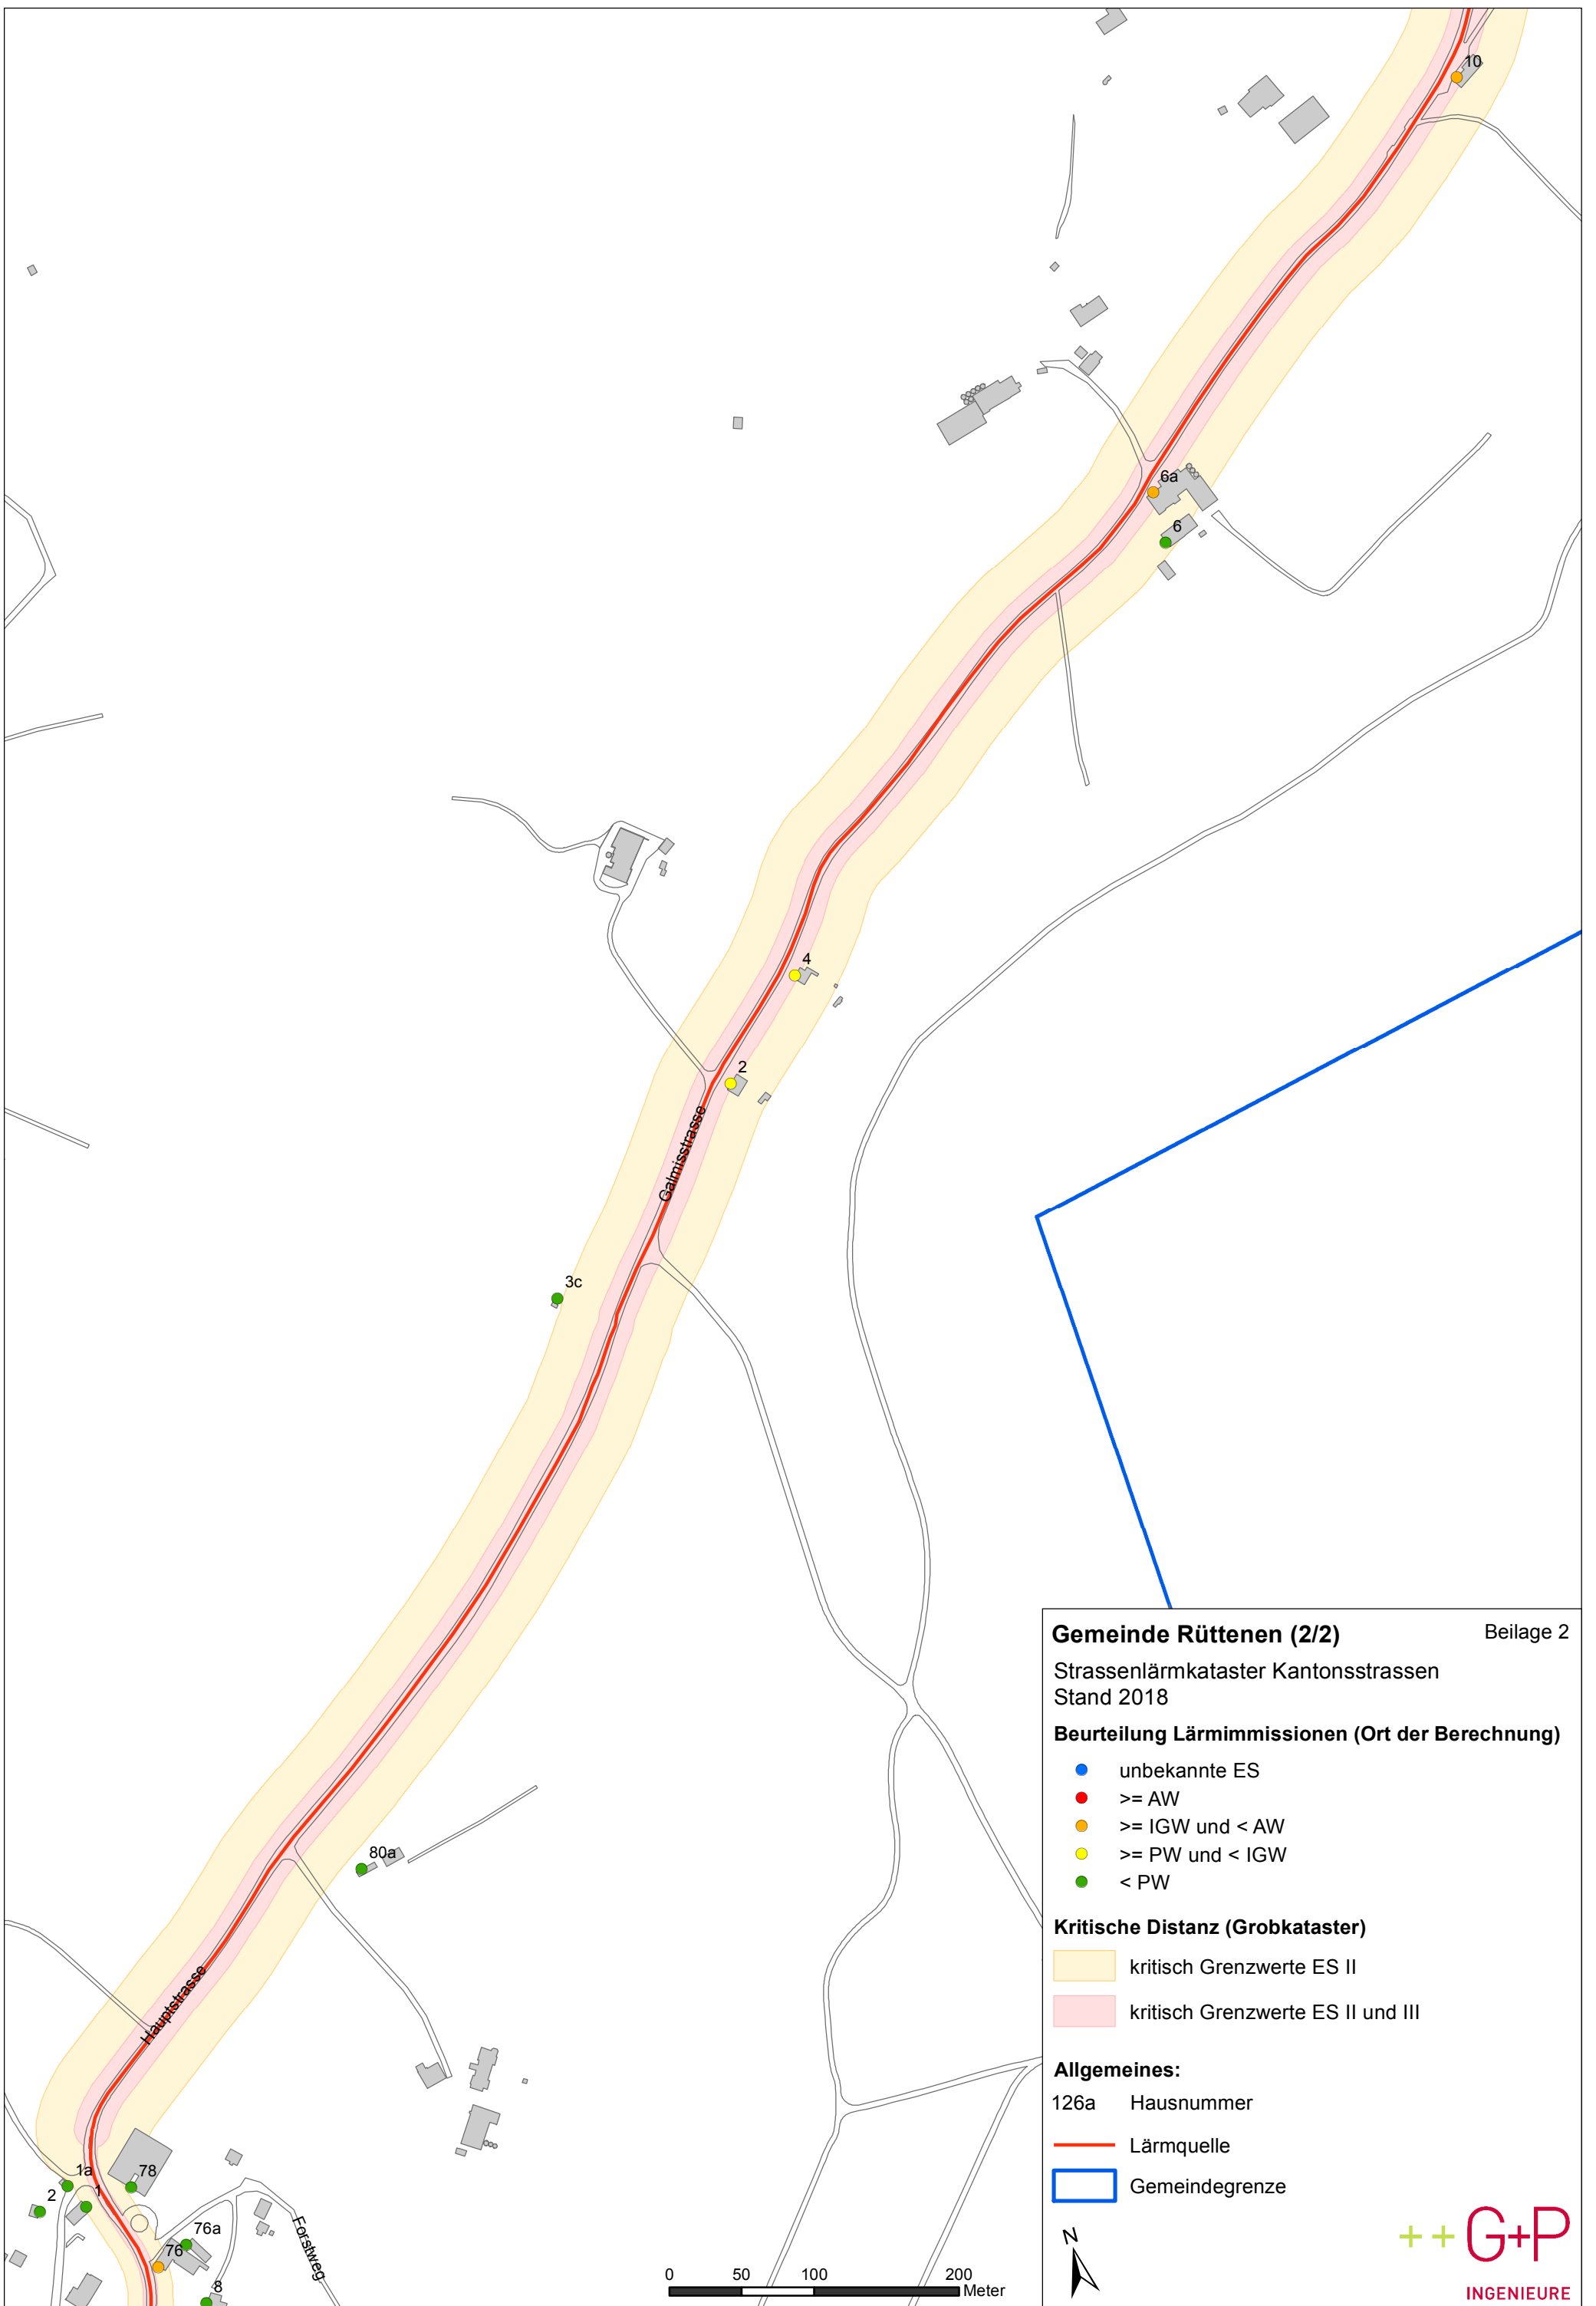 10
6a
6
4
2
Galmisstrasse
3c
80a
Hauptstrasse
1a
78
2
1
76a
76
8
Forstweg
0 50 100 200
Meter
Gemeinde Rüttenen (2/2) Beilage 2
Strassenlärmkataster Kantonsstrassen
Stand 2018
Beurteilung Lärmimmissionen (Ort der Berechnung)
unbekannte ES
>= AW
>= IGW und < AW
>= PW und < IGW
< PW
Kritische Distanz (Grobkataster)
kritisch Grenzwerte ES II
kritisch Grenzwerte ES II und III
Allgemeines:
126a Hausnummer
Lärmquelle
Gemeindegrenze
N
++G+P
INGENIEURE